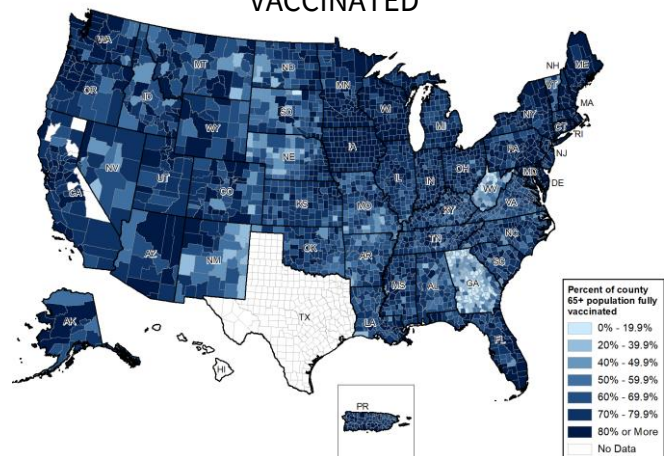 VACCINATED
WA
MT
ND
MN
OR
ID
SD
WI
MI
NH
ME
VT
NY
MA
CT
RI
WY
IA
NE
PA
NJ
NV
UT
CO
IL
IN
OH
MD
DE
CA
KS
MO
WV
VA
KY
AZ
NM
OK
AR
TN
NC
SC
MS
AL
GA
TX
LA
FL
AK
HI
PR
Percent of county
65+ population fully
vaccinated
0% - 19.9%
20% - 39.9%
40% - 49.9%
50% - 59.9%
60% - 69.9%
70% - 79.9%
80% or More
No Data